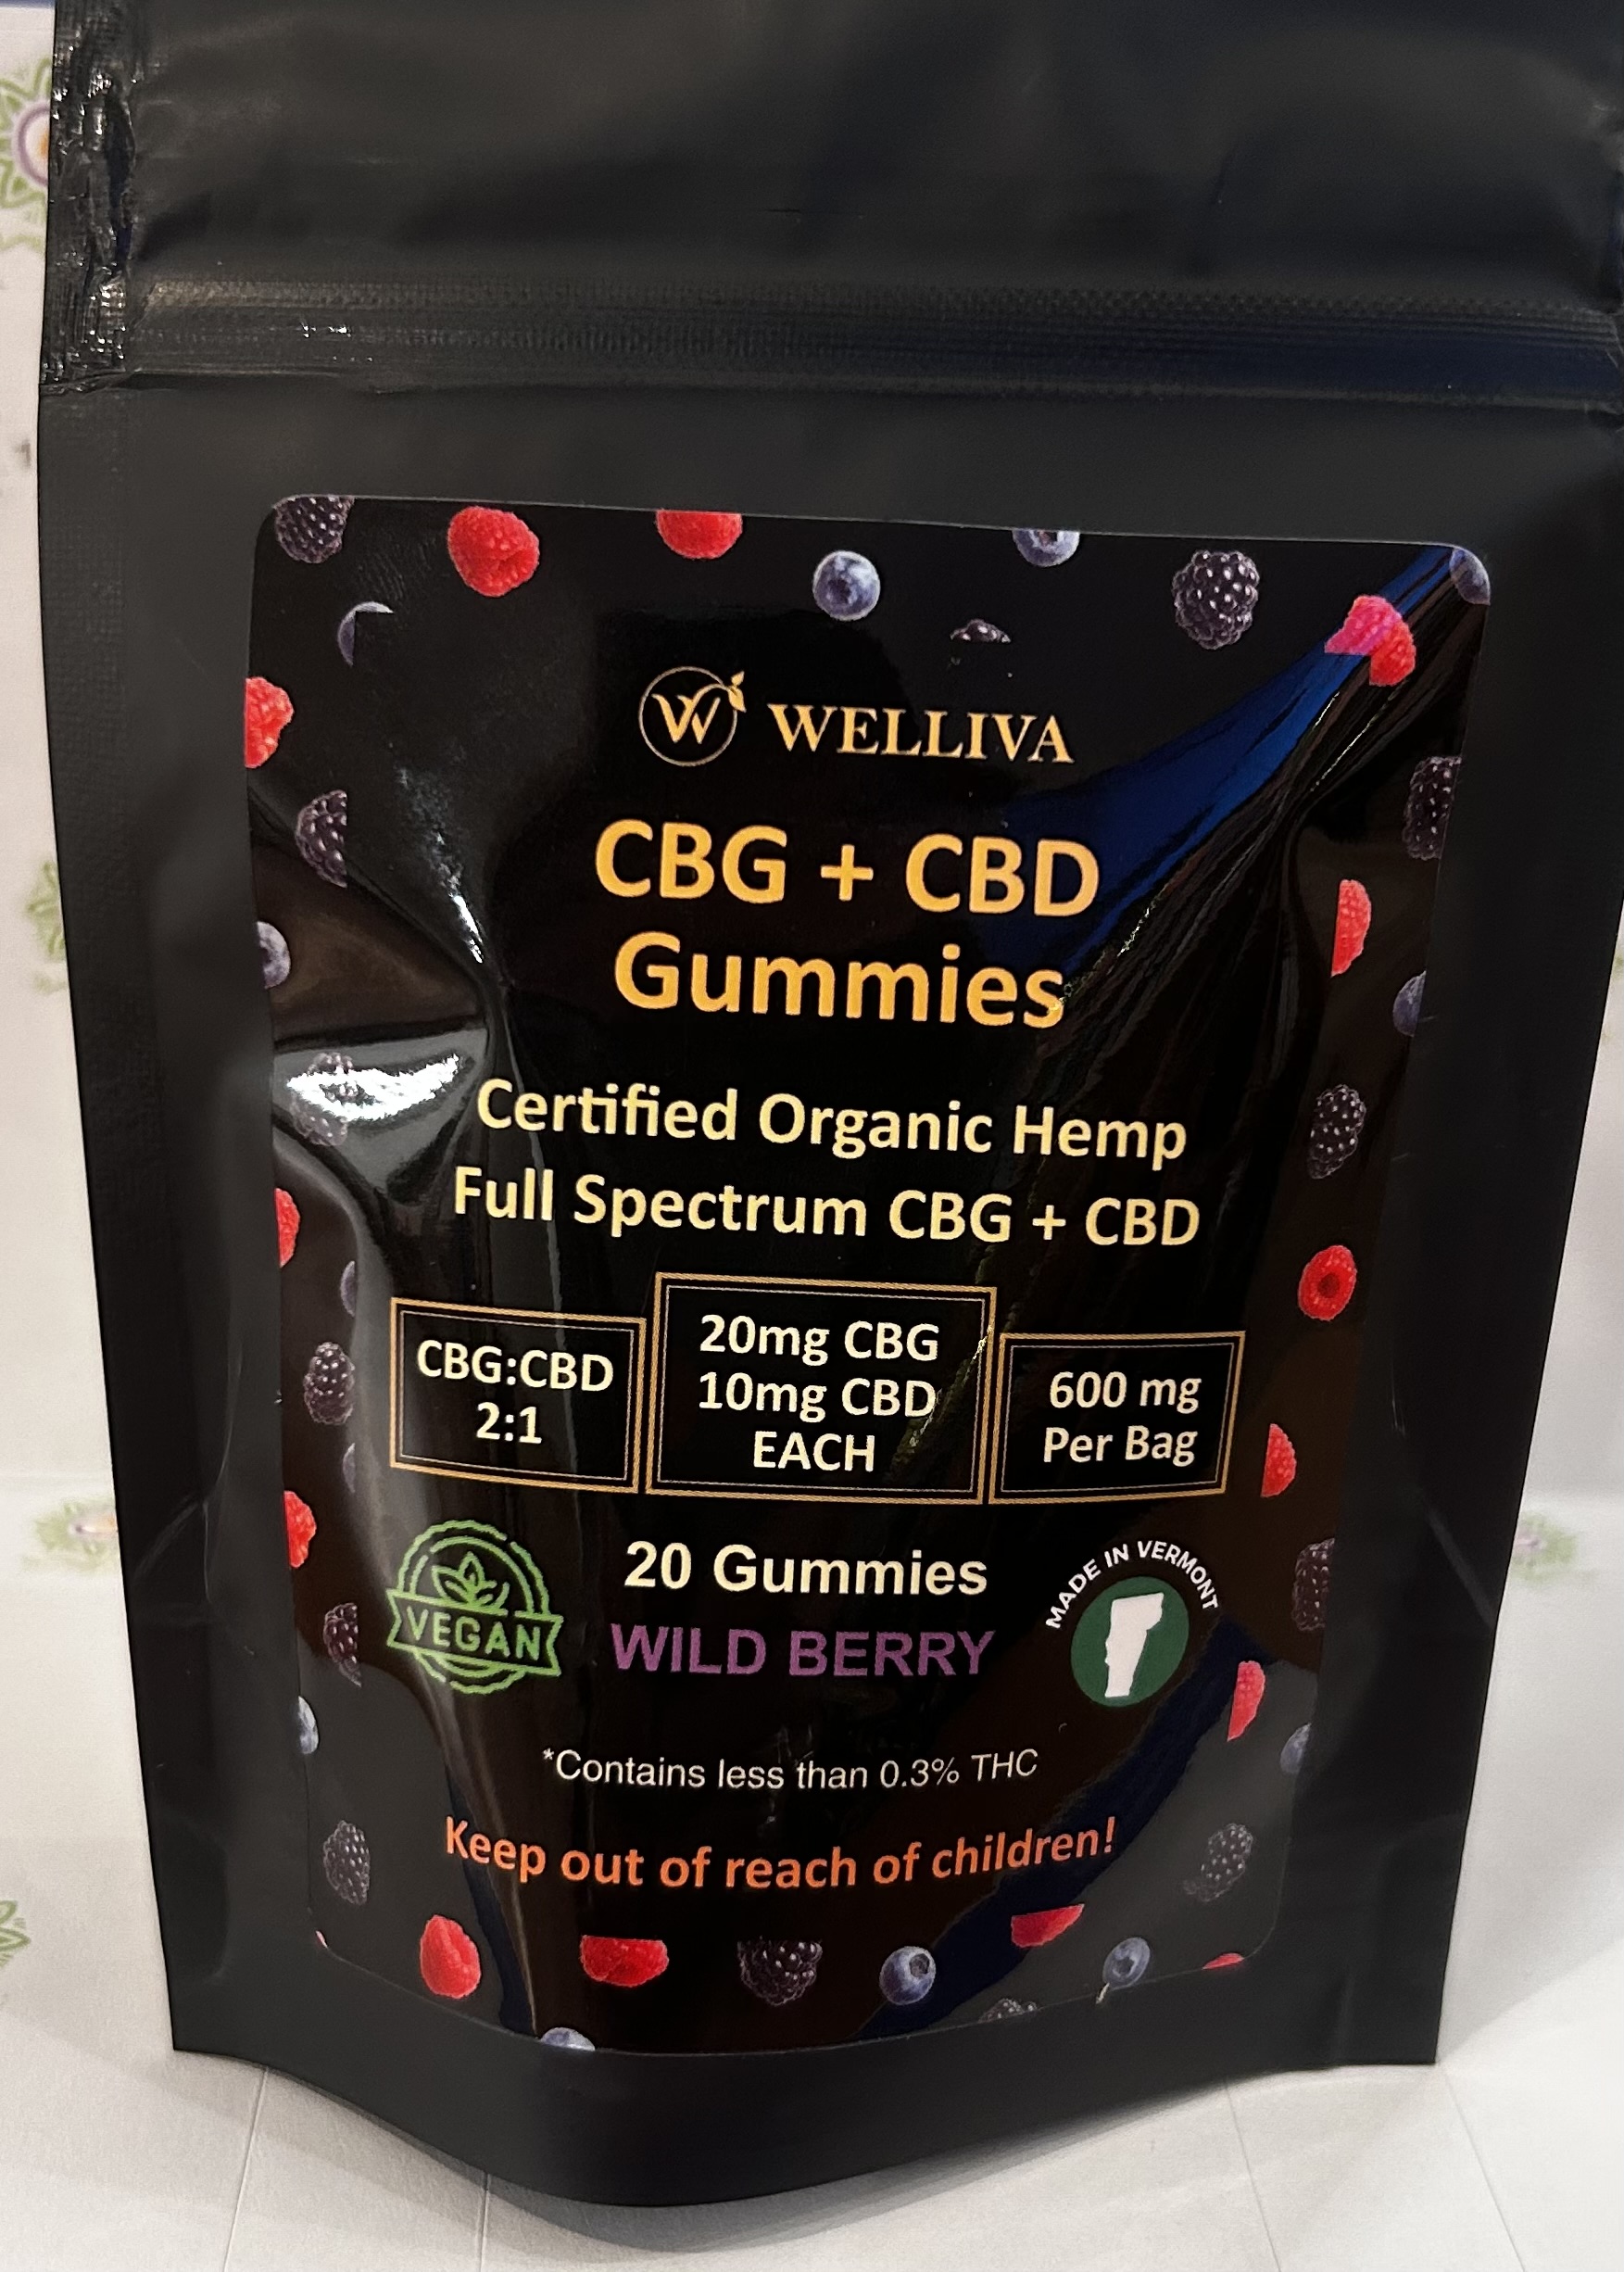 WELLIVA
CBG + CBD
Gummies
Certified Organic Hemp
Full Spectrum CBG + CBD
CBG:CBD
2:1
20mg CBG
10mg CBD
EACH
600 mg
Per Bag
VEGAN
20 Gummies
WILD BERRY
MADE IN VERMONT
*Contains less than 0.3% THC
Keep out of reach of children!